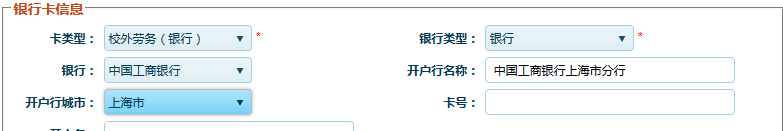 银行卡信息
卡类型： 校外劳务（银行） * 银行类型： 银行 *
银行： 中国工商银行 开户行名称： 中国工商银行上海市分行
开户行城市： 上海市 卡号：